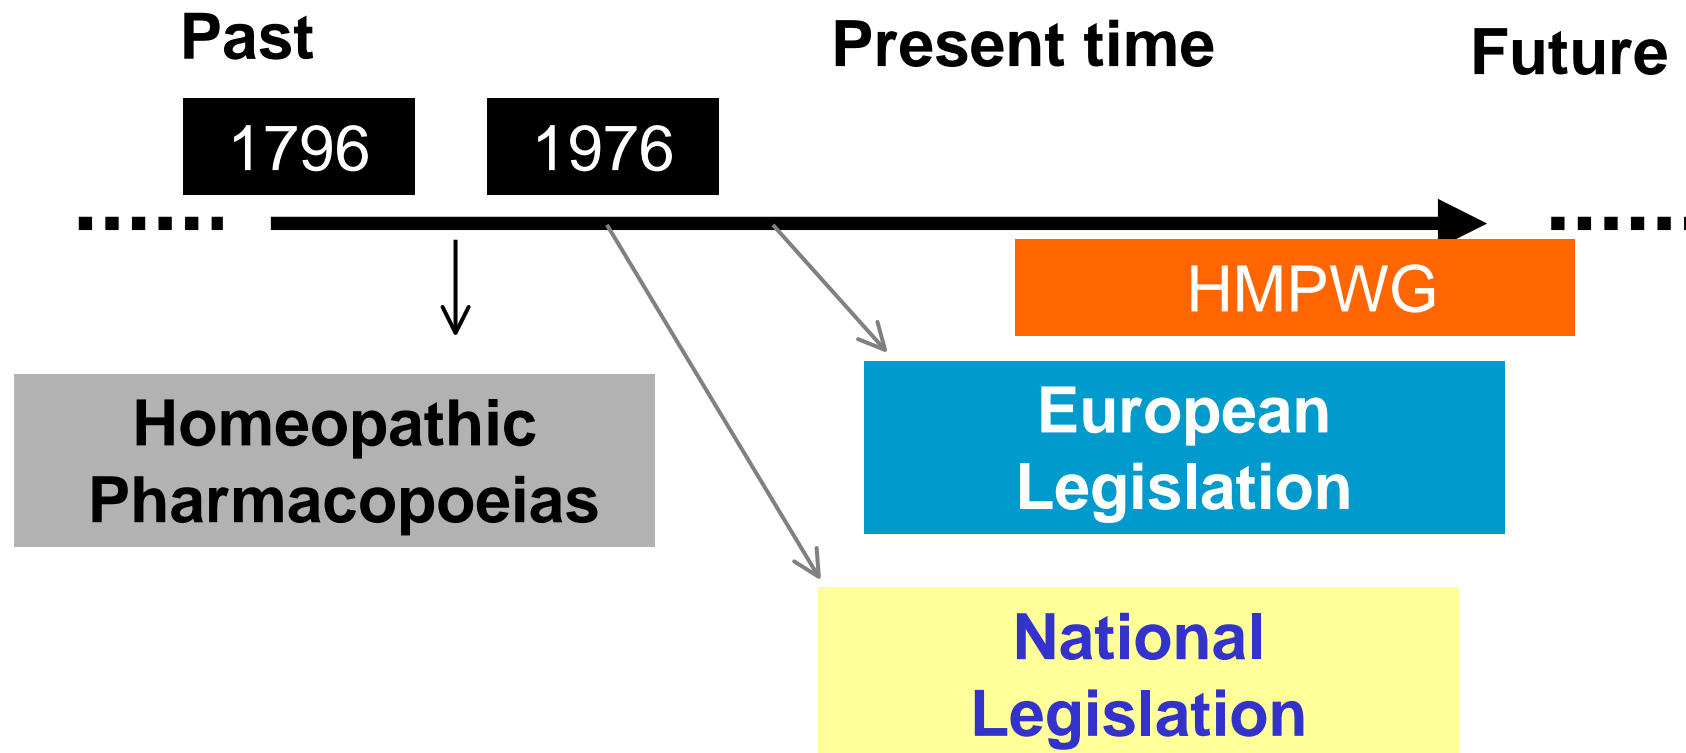 Past
Present time
Future
1796
1976
HMPWG
Homeopathic
Pharmacopoeias
European
Legislation
National
Legislation